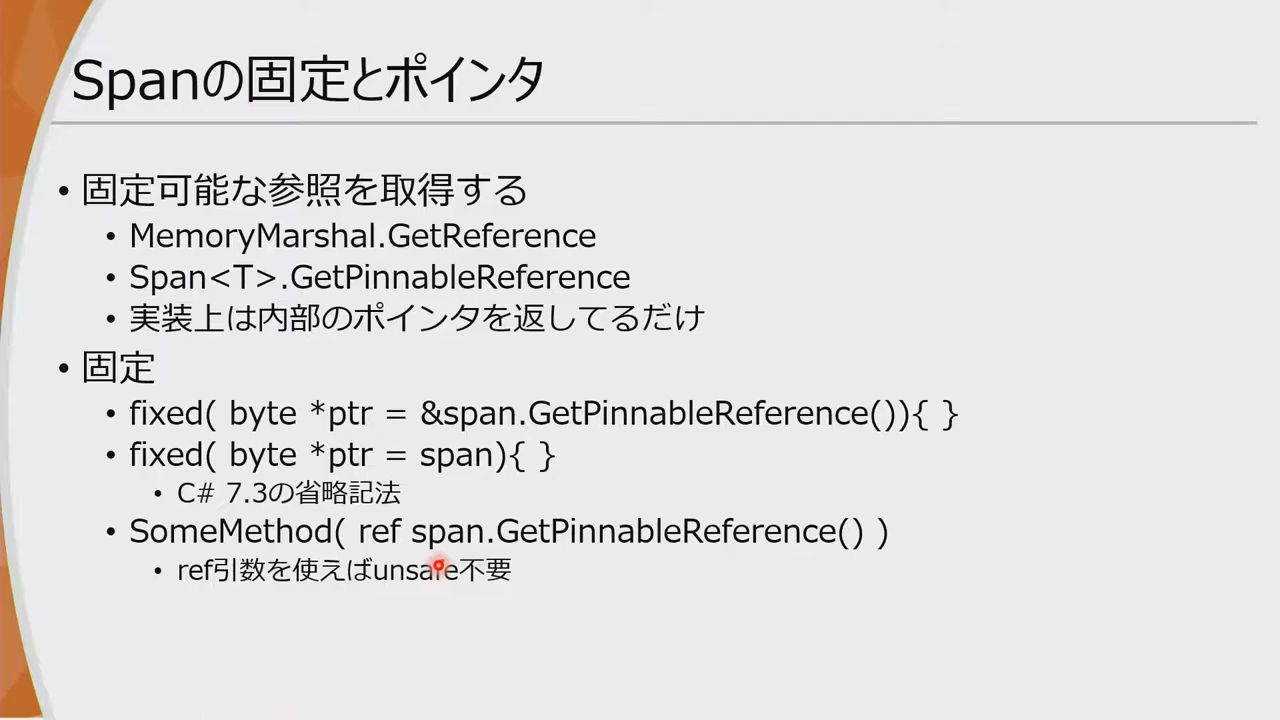 Spanの固定とポインタ
• 固定可能な参照を取得する
• MemoryMarshal.GetReference
• Span<T>.GetPinnableReference
• 実装上は内部のポインタを返してるだけ
• 固定
• fixed( byte *ptr = &span.GetPinnableReference()){ }
• fixed( byte *ptr = span){ }
• C# 7.3の省略記法
• SomeMethod( ref span.GetPinnableReference() )
• ref引数を使えばunsafe不要